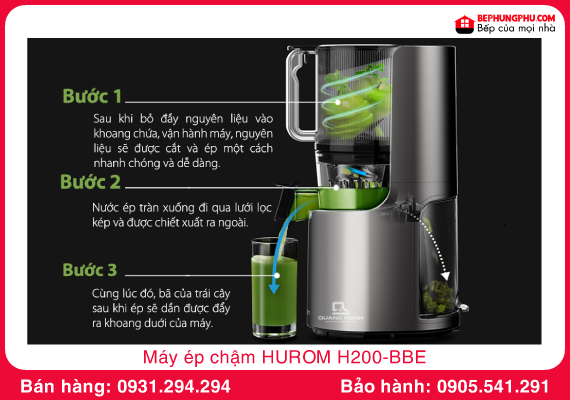 BEPHUNGPHU.COM
Bếp của mọi nhà
Bước 1
Sau khi bỏ đầy nguyên liệu vào
khoang chứa, vận hành máy, nguyên
liệu sẽ được cắt và ép một cách
nhanh chóng và dễ dàng.
Bước 2
Nước ép tràn xuống đi qua lưới lọc
kép và được chiết xuất ra ngoài.
Bước 3
Cùng lúc đó, bã của trái cây
sau khi ép sẽ dần được đẩy
ra khoang dưới của máy.
Máy ép chậm HUROM H200-BBE
Bán hàng: 0931.294.294
Bảo hành: 0905.541.291